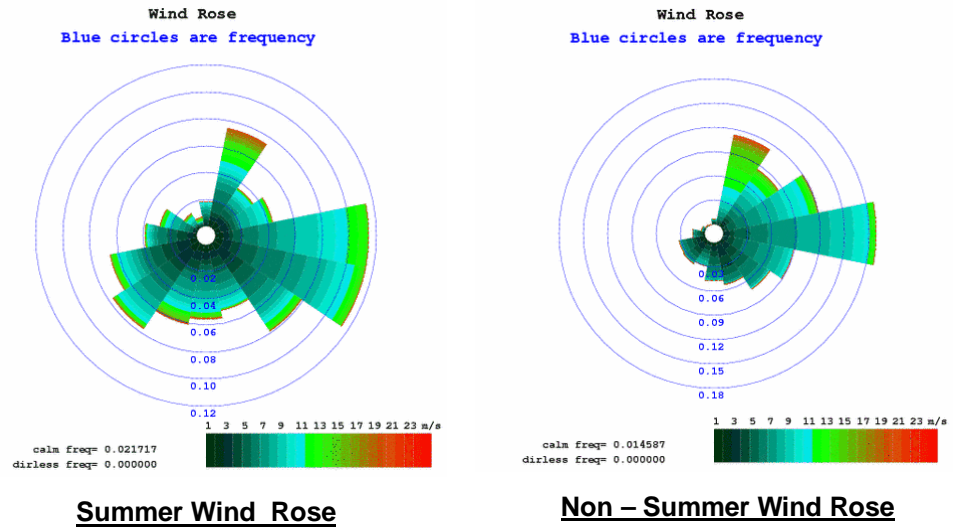 Wind Rose
Blue circles are frequency
0.02
0.04
0.06
0.08
0.10
0.12
1 3 5 7 9 11 13 15 17 19 21 23 m/s
calm freq= 0.021717
dirless freq= 0.000000
Summer Wind Rose
Wind Rose
Blue circles are frequency
0.03
0.06
0.09
0.12
0.15
0.18
1 3 5 7 9 11 13 15 17 19 21 23 m/s
calm freq= 0.014587
dirless freq= 0.000000
Non – Summer Wind Rose